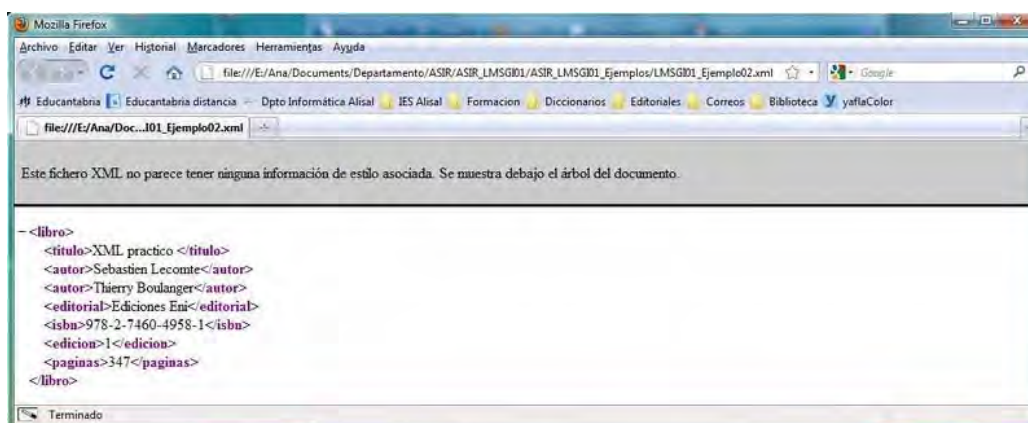 Mozilla Firefox
Archivo Editar Ver Historial Marcadores Herramientas Ayuda
file:///E:/Ana/Documents/Departamento/ASIR/ASIR_LMSGI01/ASIR_LMSGI01_Ejemplos/LMSGI01_Ejemplo02.xml Google
Educantabria Educantabria distancia Dpto Informática Alisal IES Alisal Formacion Diccionarios Editoriales Correos Biblioteca yaflaColor
file:///E:/Ana/Doc...I01_Ejemplo02.xml
Este fichero XML no parece tener ninguna información de estilo asociada. Se muestra debajo el árbol del documento.
−<libro>
<titulo>XML practico </titulo>
<autor>Sebastien Lecomte</autor>
<autor>Thierry Boulanger</autor>
<editorial>Ediciones Eni</editorial>
<isbn>978-2-7460-4958-1</isbn>
<edicion>1</edicion>
<paginas>347</paginas>
</libro>
Terminado